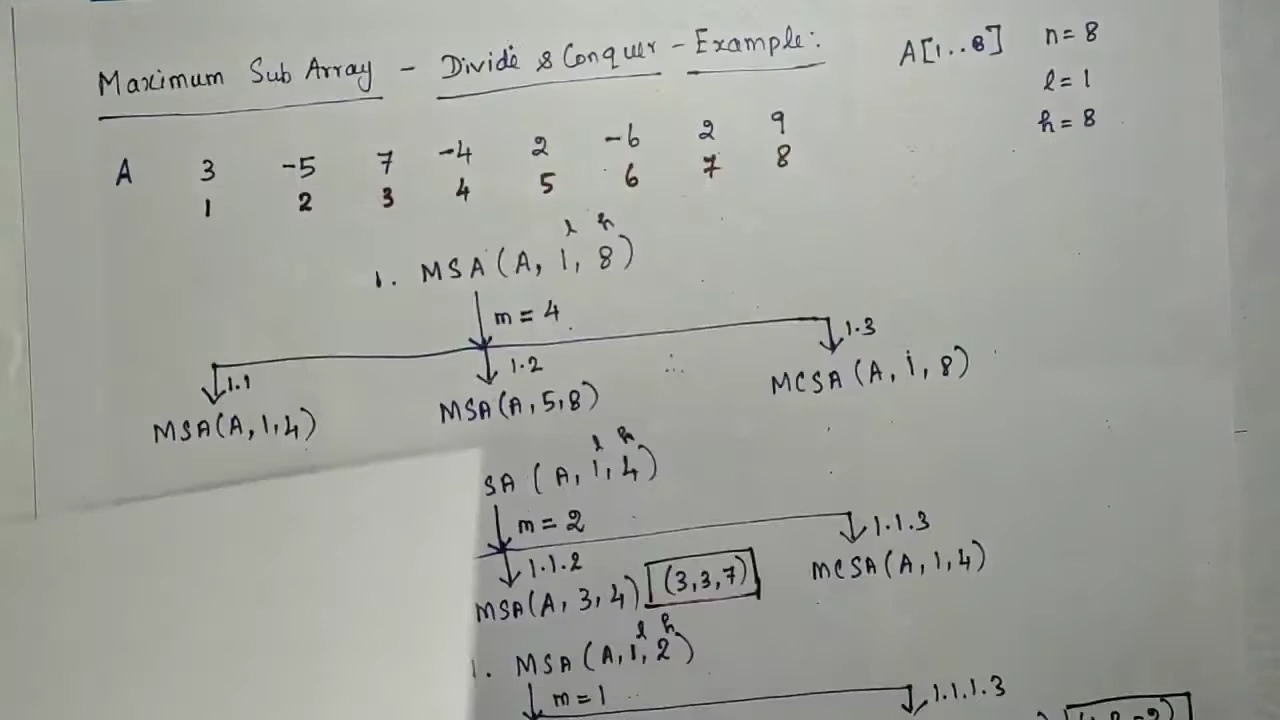 Maximum Sub Array - Divide & Conquer - Example:
A[1..8] n=8
l=1
h=8
A 3 -5 7 -4 2 -6 2 9
1 2 3 4 5 6 7 8
l h
1. MSA(A, 1, 8)
m=4
1.1 1.2 1.3
MSA(A,1,4) MSA(A,5,8) MCSA(A, 1, 8)
l h
SA(A, 1, 4)
m=2
1.1.2 1.1.3
MSA(A, 3, 4) (3,3,7) MCSA(A, 1, 4)
l h
1. MSA(A, 1, 2)
m=1
1.1.1.3